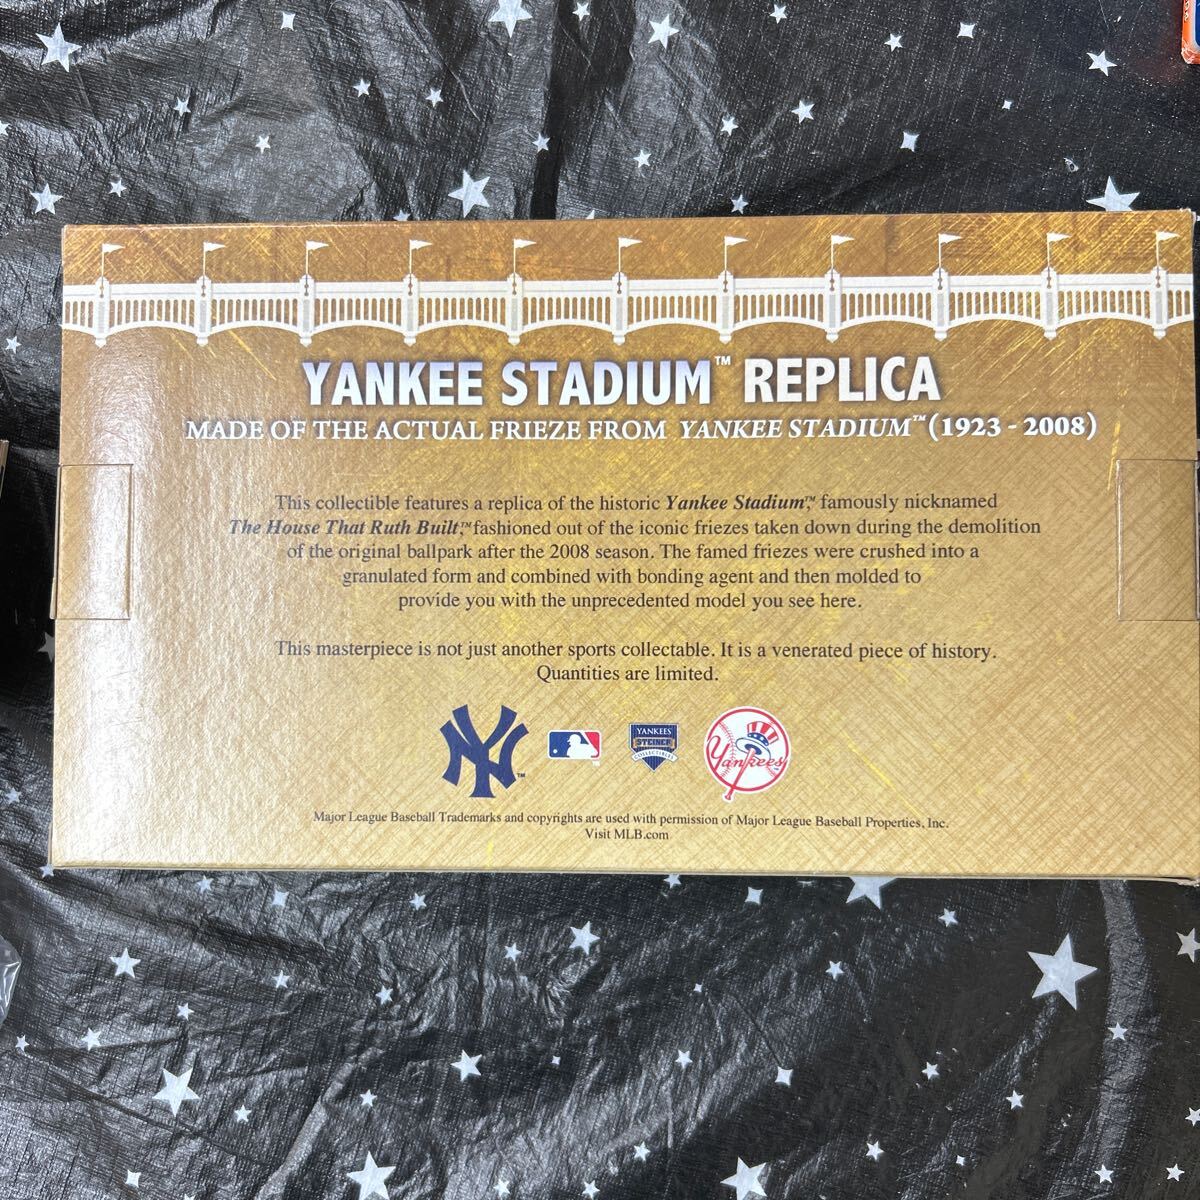 YANKEE STADIUM™ REPLICA
MADE OF THE ACTUAL FRIEZE FROM YANKEE STADIUM™ (1923 - 2008)
This collectible features a replica of the historic Yankee Stadium,™ famously nicknamed
The House That Ruth Built,™ fashioned out of the iconic friezes taken down during the demolition
of the original ballpark after the 2008 season. The famed friezes were crushed into a
granulated form and combined with bonding agent and then molded to
provide you with the unprecedented model you see here.
This masterpiece is not just another sports collectable. It is a venerated piece of history.
Quantities are limited.
NY™
YANKEES
STEINER
COLLECTIBLES
Yankees
Major League Baseball Trademarks and copyrights are used with permission of Major League Baseball Properties, Inc.
Visit MLB.com